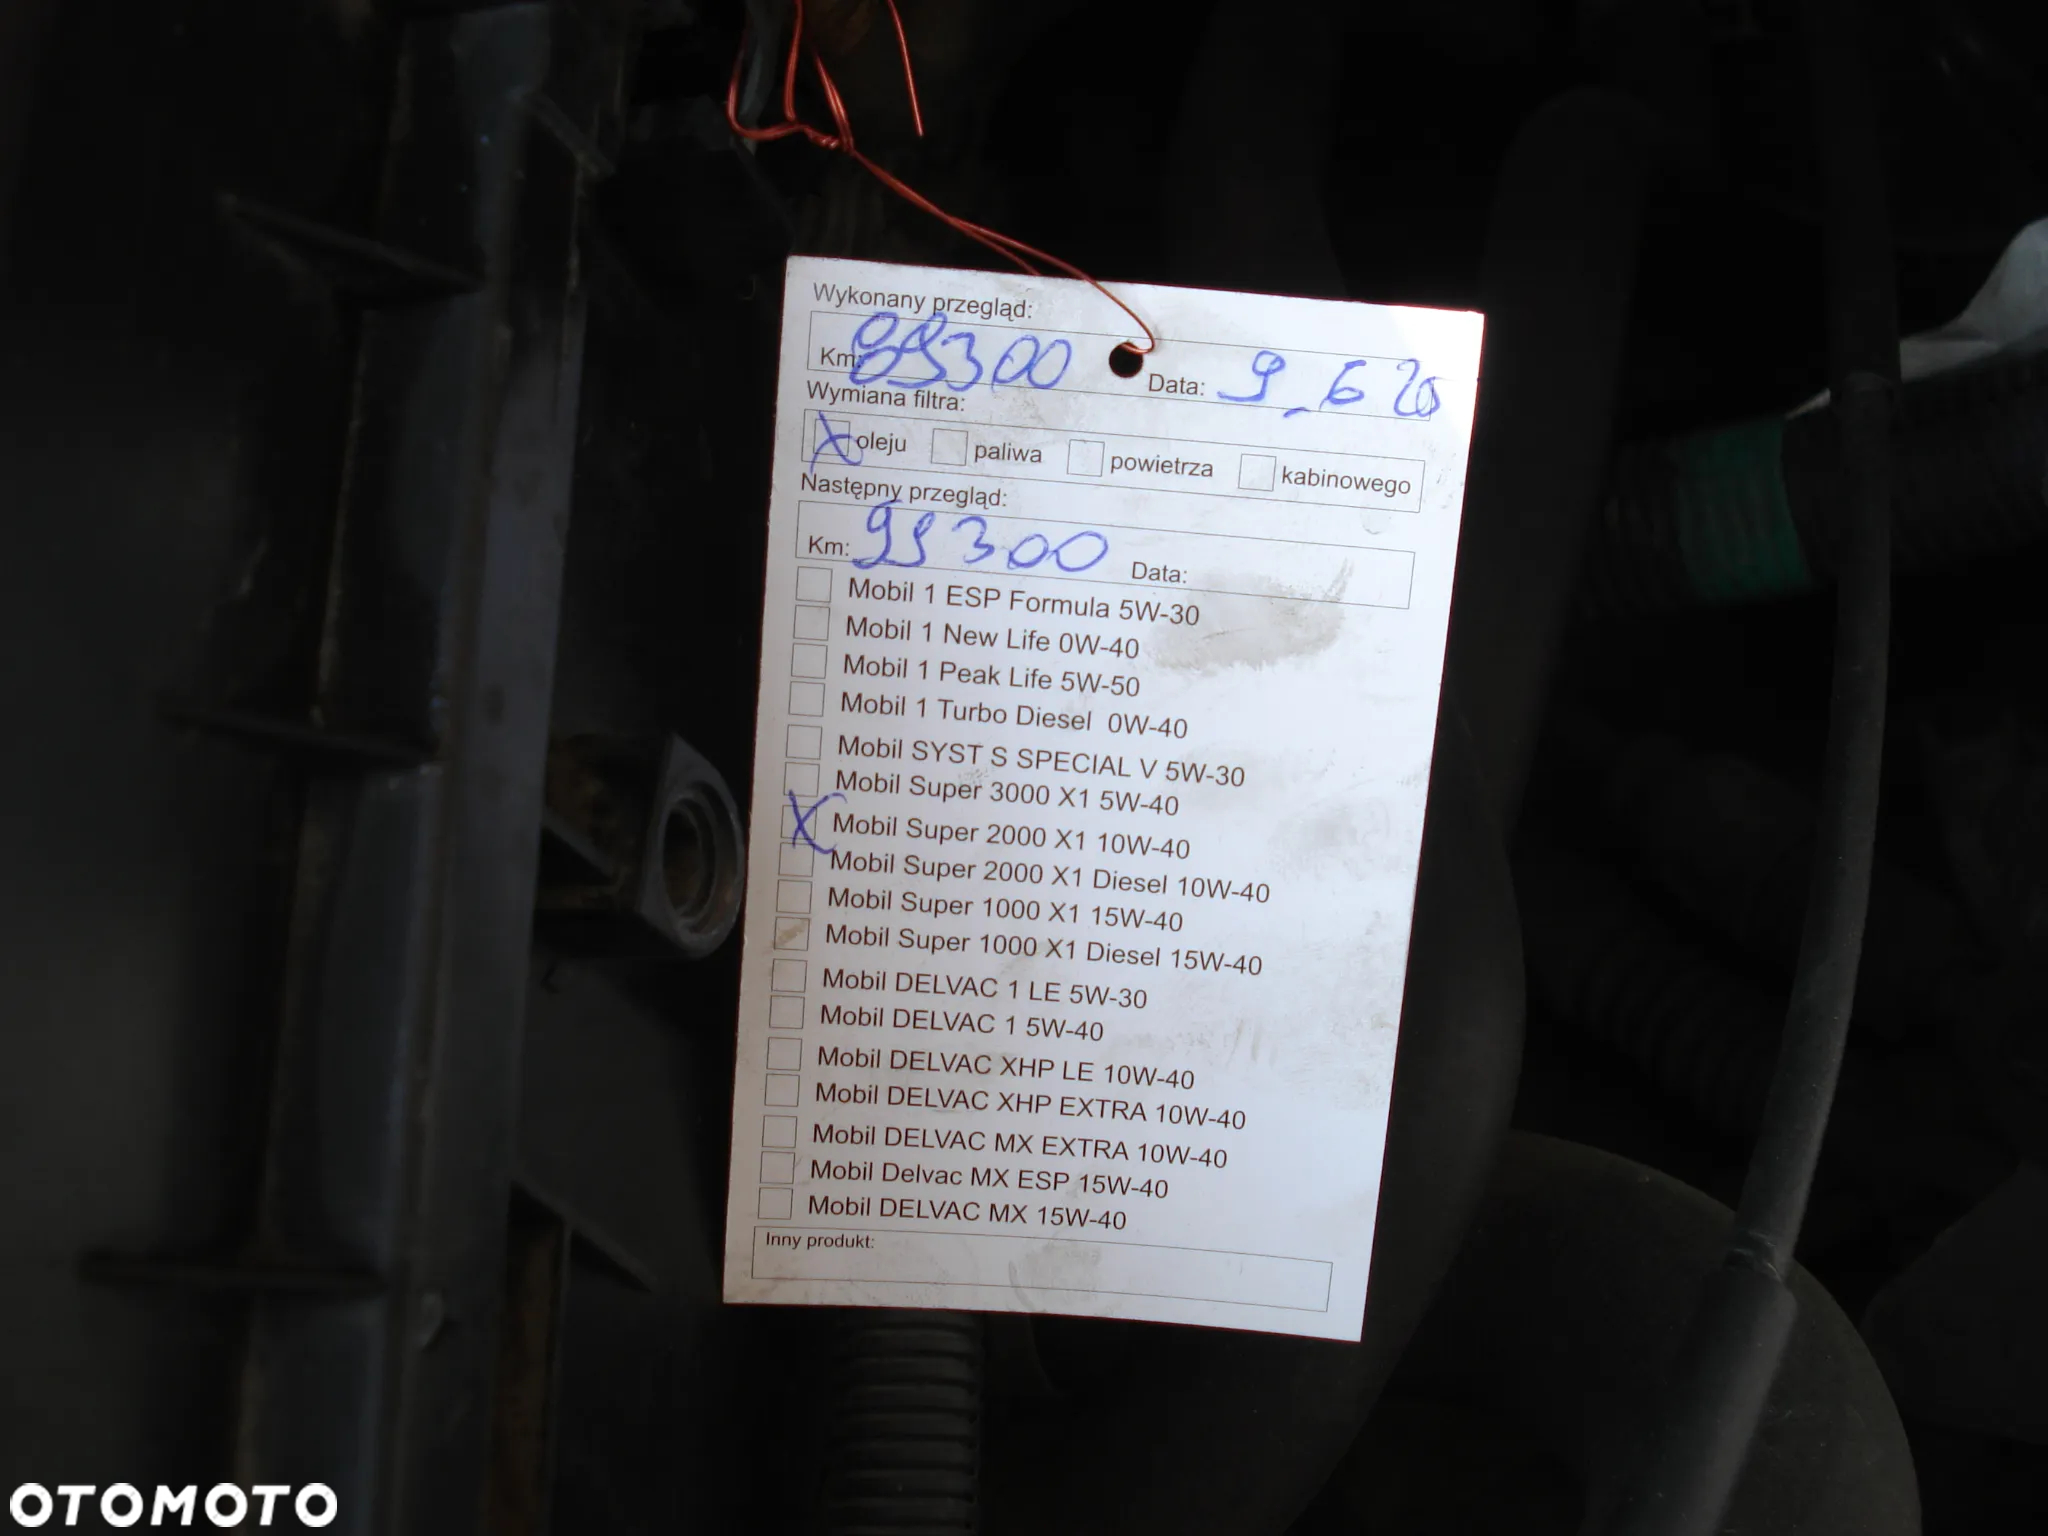 Wykonany przegląd:
Km: 89300 Data: 9_6 20
Wymiana filtra:
X oleju paliwa powietrza kabinowego
Następny przegląd:
Km: 99300 Data:
Mobil 1 ESP Formula 5W-30
Mobil 1 New Life 0W-40
Mobil 1 Peak Life 5W-50
Mobil 1 Turbo Diesel 0W-40
Mobil SYST S SPECIAL V 5W-30
Mobil Super 3000 X1 5W-40
X Mobil Super 2000 X1 10W-40
Mobil Super 2000 X1 Diesel 10W-40
Mobil Super 1000 X1 15W-40
Mobil Super 1000 X1 Diesel 15W-40
Mobil DELVAC 1 LE 5W-30
Mobil DELVAC 1 5W-40
Mobil DELVAC XHP LE 10W-40
Mobil DELVAC XHP EXTRA 10W-40
Mobil DELVAC MX EXTRA 10W-40
Mobil Delvac MX ESP 15W-40
Mobil DELVAC MX 15W-40
Inny produkt:
OTOMOTO